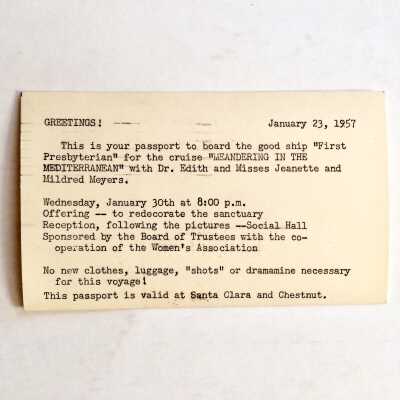 GREETINGS! January 23, 1957
This is your passport to board the good ship "First
Presbyterian" for the cruise "MEANDERING IN THE
MEDITERRANEAN" with Dr. Edith and Misses Jeanette and
Mildred Meyers.
Wednesday, January 30th at 8:00 p.m.
Offering -- to redecorate the sanctuary
Reception, following the pictures --Social Hall
Sponsored by the Board of Trustees with the co-
operation of the Women's Association
No new clothes, luggage, "shots" or dramamine necessary
for this voyage!
This passport is valid at Santa Clara and Chestnut.